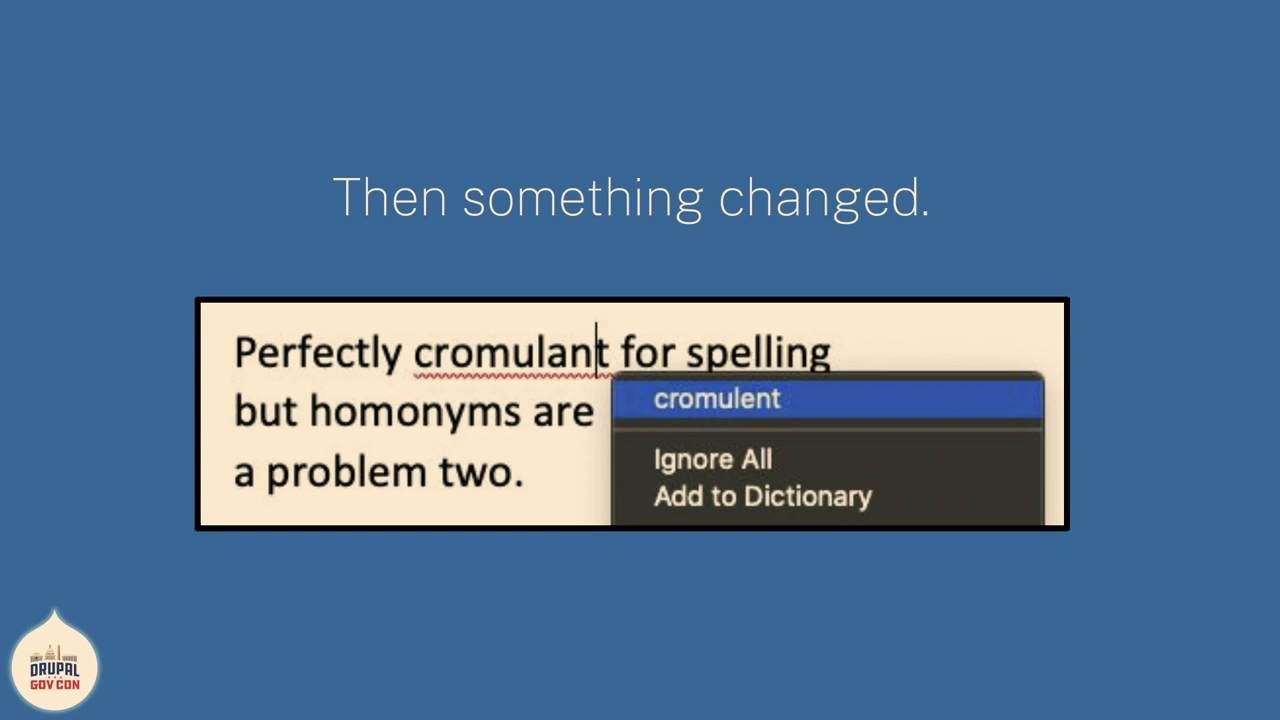 Then something changed.
Perfectly cromulant for spelling
but homonyms are
a problem two.
cromulent
Ignore All
Add to Dictionary
DRUPAL
GOV CON